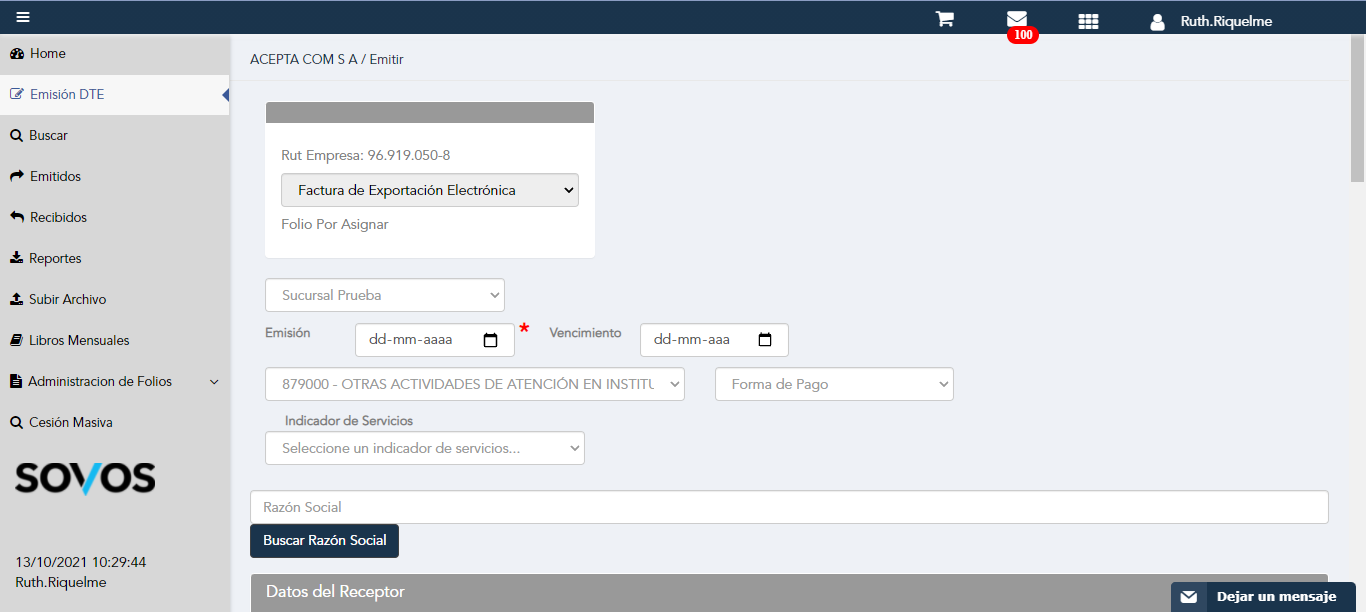 Ruth.Riquelme
100
Home
ACEPTA COM S A / Emitir
Emisión DTE
Buscar
Emitidos
Recibidos
Reportes
Subir Archivo
Libros Mensuales
Administracion de Folios
Cesión Masiva
sovos
13/10/2021 10:29:44
Ruth.Riquelme
Rut Empresa: 96.919.050-8
Factura de Exportación Electrónica
Folio Por Asignar
Sucursal Prueba
Emisión dd-mm-aaaa * Vencimiento dd-mm-aaa
879000 - OTRAS ACTIVIDADES DE ATENCIÓN EN INSTITU Forma de Pago
Indicador de Servicios
Seleccione un indicador de servicios...
Razón Social
Buscar Razón Social
Datos del Receptor
Dejar un mensaje